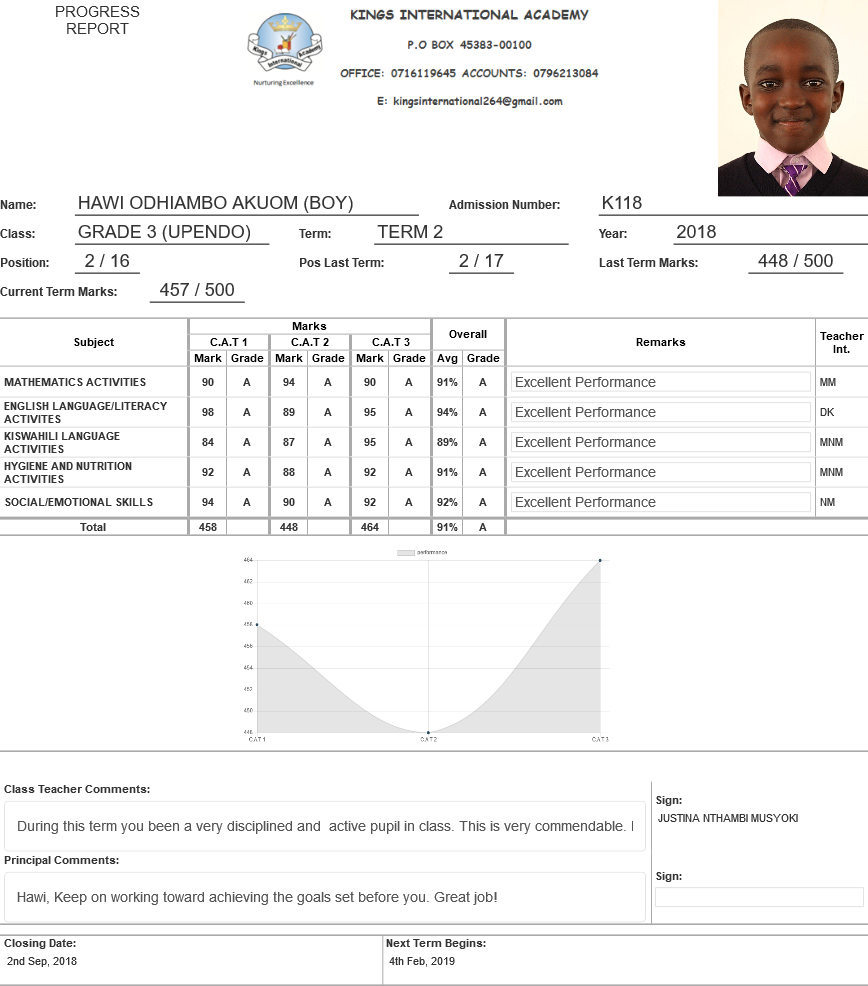 PROGRESS
REPORT
KINGS INTERNATIONAL ACADEMY
P.O BOX 45383-00100
OFFICE: 0716119645 ACCOUNTS: 0796213084
E: kingsinternational264@gmail.com
Kings Academy
International
Nurturing Excellence
Name: HAWI ODHIAMBO AKUOM (BOY) Admission Number: K118
Class: GRADE 3 (UPENDO) Term: TERM 2 Year: 2018
Position: 2 / 16 Pos Last Term: 2 / 17 Last Term Marks: 448 / 500
Current Term Marks: 457 / 500
Subject Marks Overall Remarks Teacher Int.
C.A.T 1 C.A.T 2 C.A.T 3
Mark Grade Mark Grade Mark Grade Avg Grade
MATHEMATICS ACTIVITIES 90 A 94 A 90 A 91% A Excellent Performance MM
ENGLISH LANGUAGE/LITERACY ACTIVITES 98 A 89 A 95 A 94% A Excellent Performance DK
KISWAHILI LANGUAGE ACTIVITIES 84 A 87 A 95 A 89% A Excellent Performance MNM
HYGIENE AND NUTRITION ACTIVITIES 92 A 88 A 92 A 91% A Excellent Performance MNM
SOCIAL/EMOTIONAL SKILLS 94 A 90 A 92 A 92% A Excellent Performance NM
Total 458 448 464 91% A
performance
464
462
460
458
456
454
452
450
448
CAT1 CAT2 CAT3
Class Teacher Comments:
During this term you been a very disciplined and active pupil in class. This is very commendable.
Sign:
JUSTINA NTHAMBI MUSYOKI
Principal Comments:
Hawi, Keep on working toward achieving the goals set before you. Great job!
Sign:
Closing Date: Next Term Begins:
2nd Sep, 2018 4th Feb, 2019